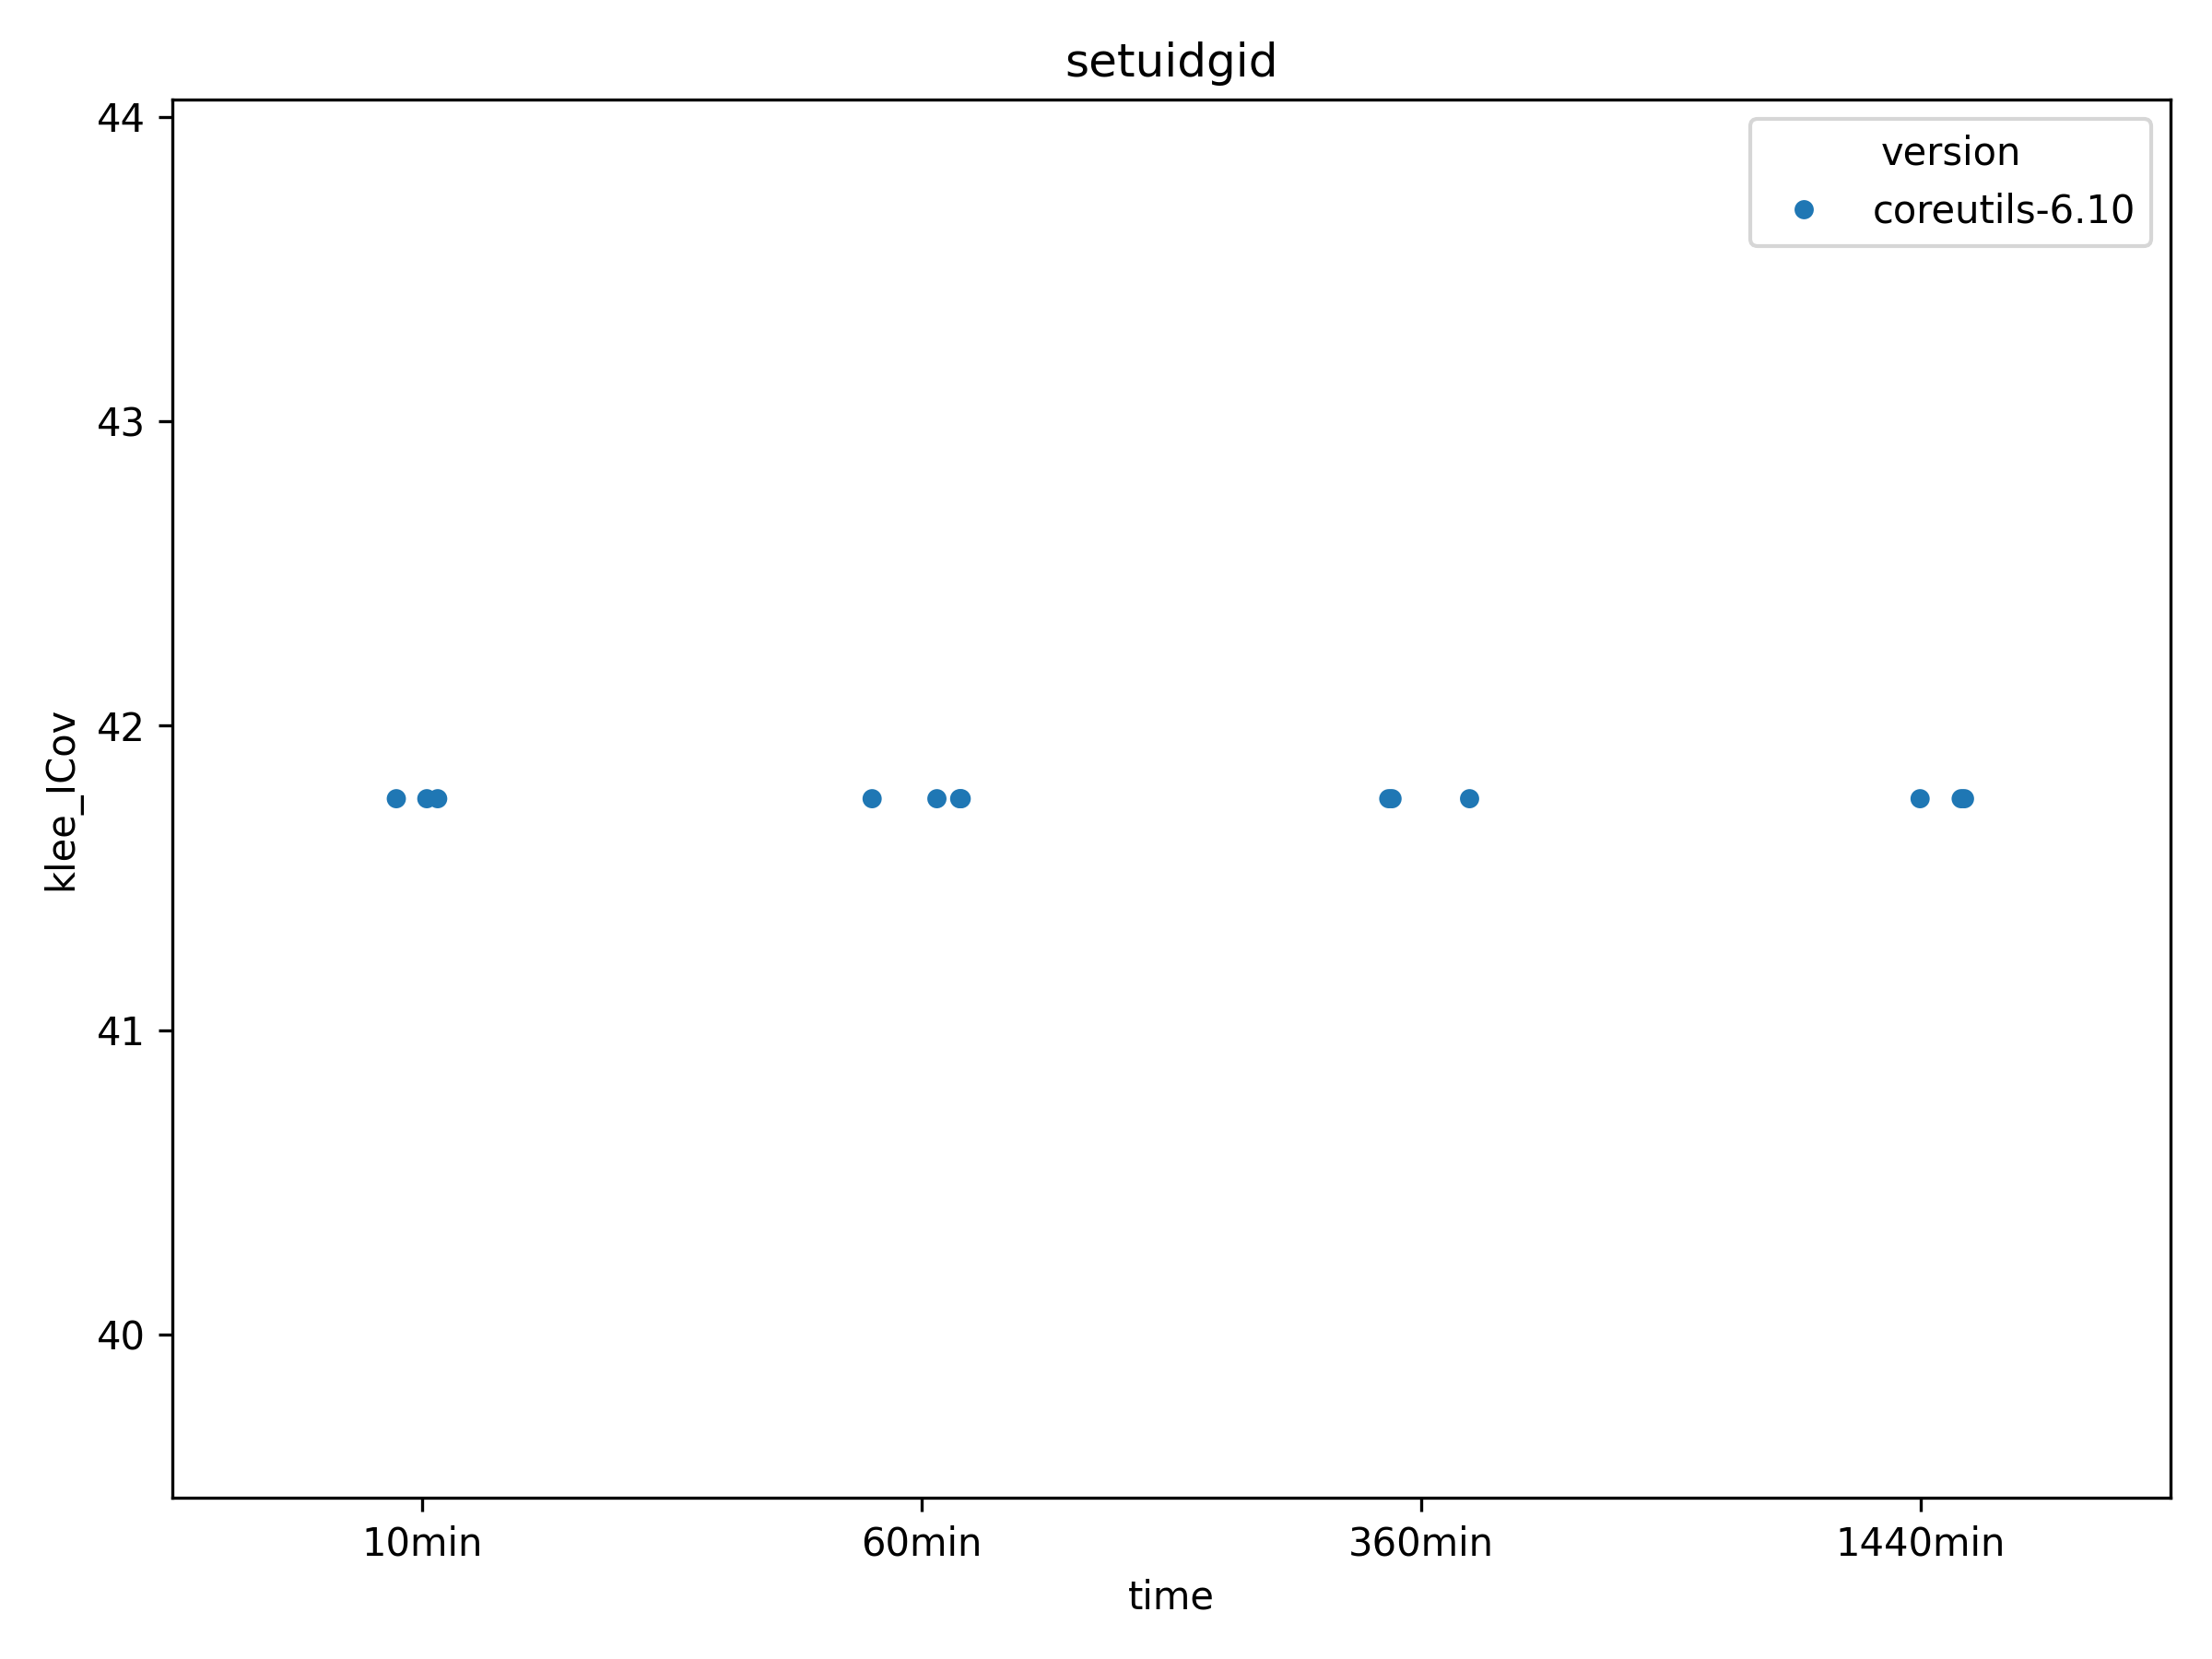 setuidgid
version
coreutils-6.10
44
43
42
41
40
klee_ICov
10min 60min 360min 1440min
time